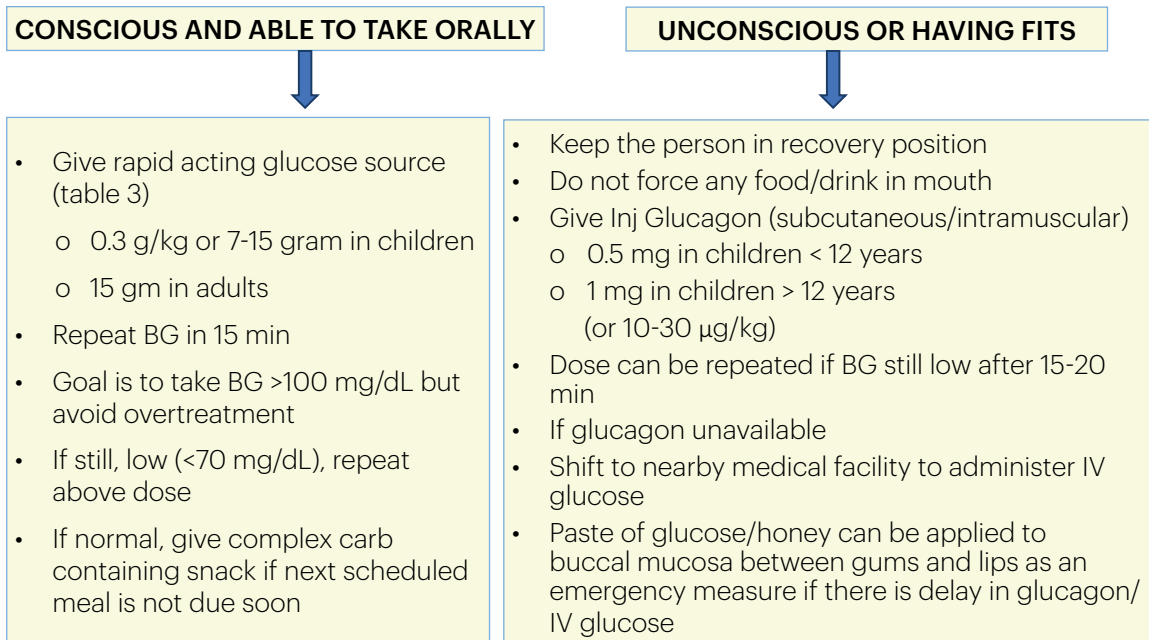 CONSCIOUS AND ABLE TO TAKE ORALLY
• Give rapid acting glucose source
(table 3)
o 0.3 g/kg or 7-15 gram in children
o 15 gm in adults
• Repeat BG in 15 min
• Goal is to take BG >100 mg/dL but
avoid overtreatment
• If still, low (<70 mg/dL), repeat
above dose
• If normal, give complex carb
containing snack if next scheduled
meal is not due soon
UNCONSCIOUS OR HAVING FITS
• Keep the person in recovery position
• Do not force any food/drink in mouth
• Give Inj Glucagon (subcutaneous/intramuscular)
o 0.5 mg in children < 12 years
o 1 mg in children > 12 years
(or 10-30 µg/kg)
• Dose can be repeated if BG still low after 15-20
min
• If glucagon unavailable
• Shift to nearby medical facility to administer IV
glucose
• Paste of glucose/honey can be applied to
buccal mucosa between gums and lips as an
emergency measure if there is delay in glucagon/
IV glucose